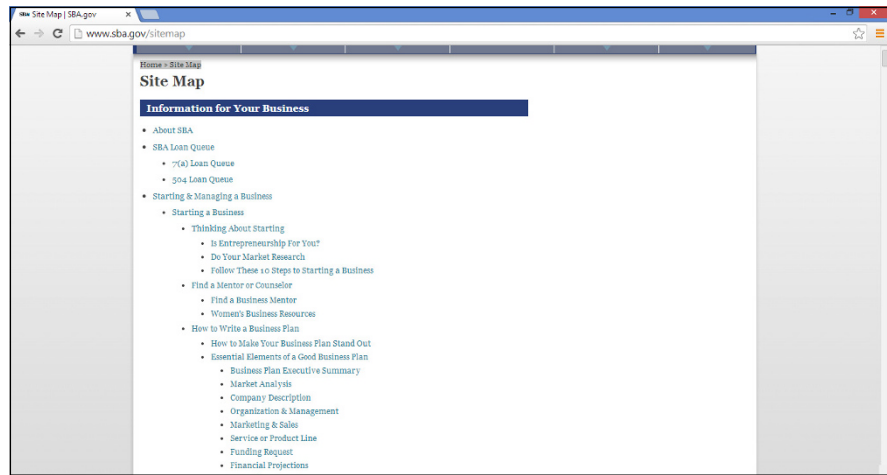 SBA Site Map | SBA.gov
www.sba.gov/sitemap
Home » Site Map
Site Map
Information for Your Business
About SBA
SBA Loan Queue
7(a) Loan Queue
504 Loan Queue
Starting & Managing a Business
Starting a Business
Thinking About Starting
Is Entrepreneurship For You?
Do Your Market Research
Follow These 10 Steps to Starting a Business
Find a Mentor or Counselor
Find a Business Mentor
Women's Business Resources
How to Write a Business Plan
How to Make Your Business Plan Stand Out
Essential Elements of a Good Business Plan
Business Plan Executive Summary
Market Analysis
Company Description
Organization & Management
Marketing & Sales
Service or Product Line
Funding Request
Financial Projections